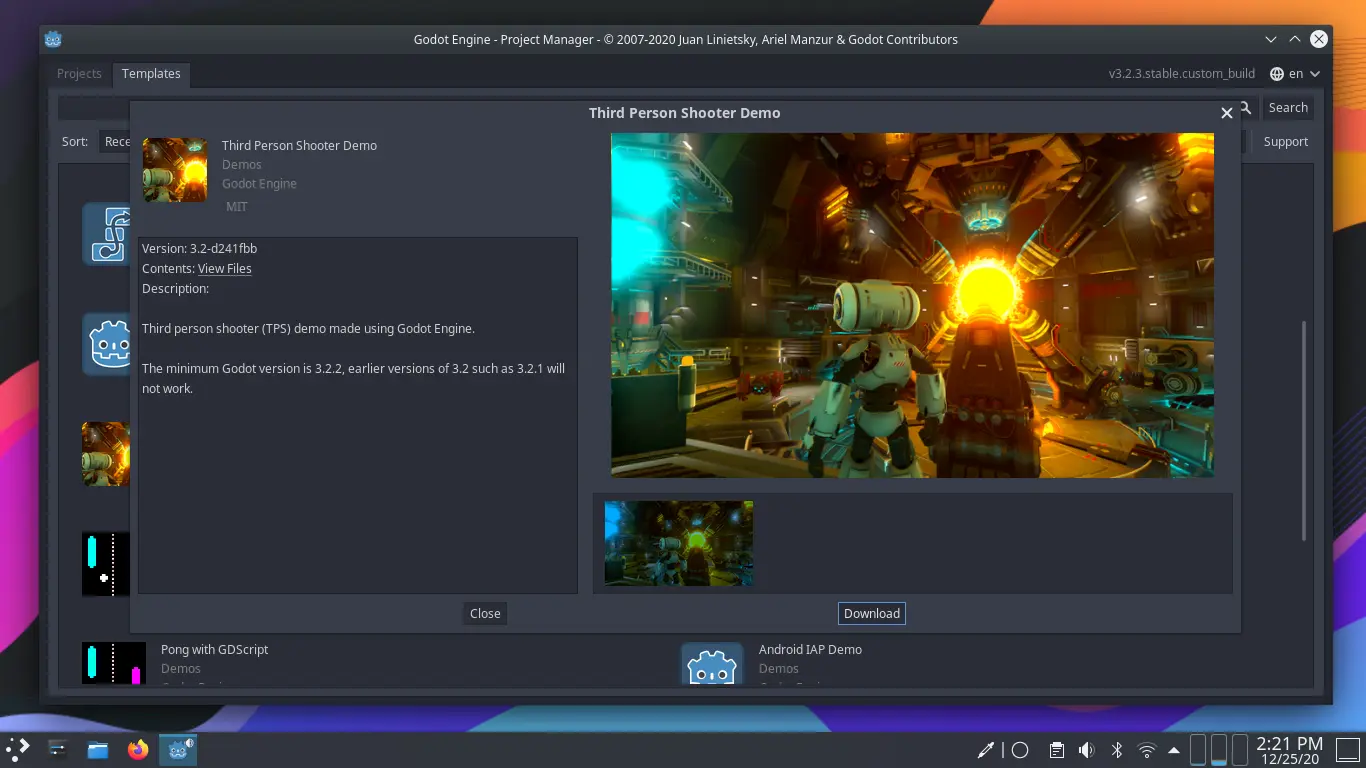 Godot Engine - Project Manager - © 2007-2020 Juan Linietsky, Ariel Manzur & Godot Contributors
Projects
Templates
v3.2.3.stable.custom_build
en
Third Person Shooter Demo
Search
Sort:
Rece
Support
Third Person Shooter Demo
Demos
Godot Engine
MIT
Version: 3.2-d241fbb
Contents: View Files
Description:
Third person shooter (TPS) demo made using Godot Engine.
The minimum Godot version is 3.2.2, earlier versions of 3.2 such as 3.2.1 will
not work.
Close
Download
Pong with GDScript
Demos
Android IAP Demo
Demos
2:21 PM
12/25/20